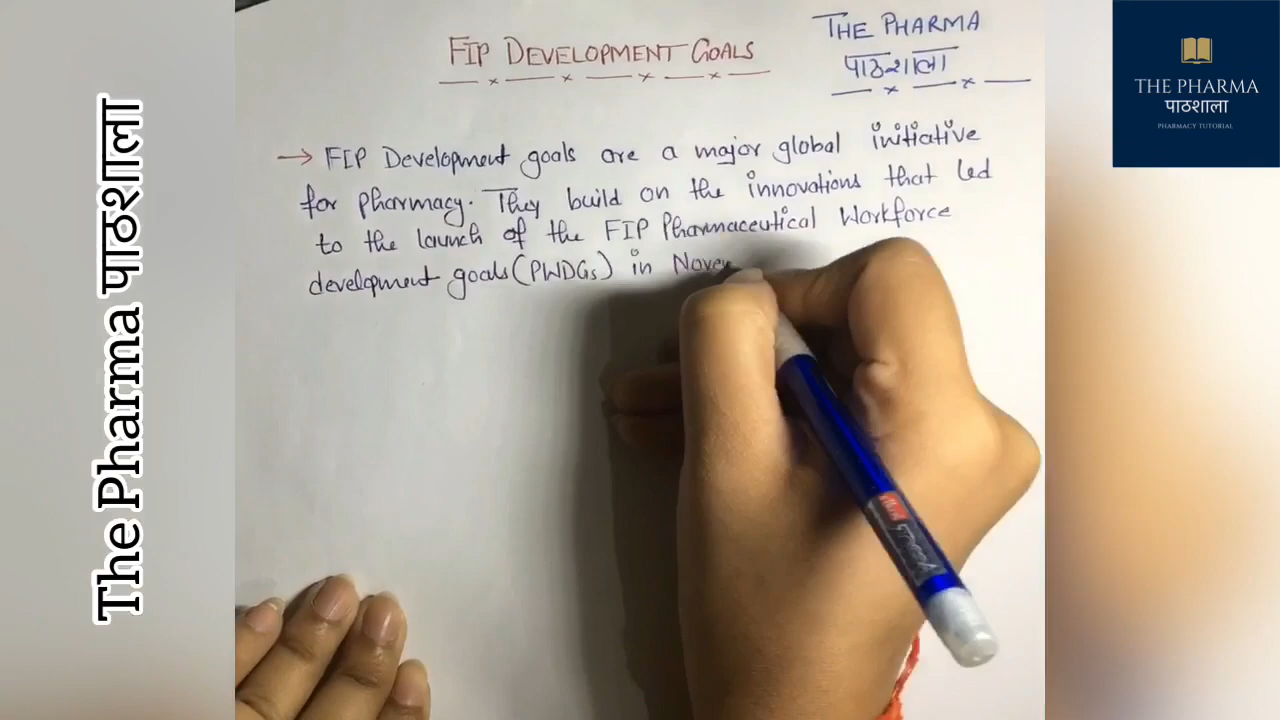 The Pharma पाठशाला
FIP DEVELOPMENT GOALS
THE PHARMA
पाठशाला
→ FIP Development goals are a major global initiative
for pharmacy. They build on the innovations that led
to the launch of the FIP Pharmaceutical Workforce
development goals (PWDGs) in Novem
THE PHARMA
पाठशाला
PHARMACY TUTORIAL